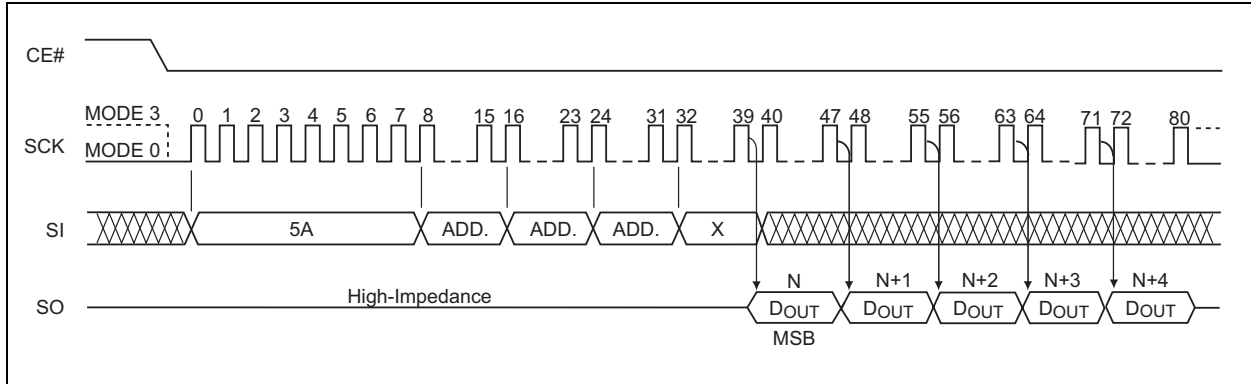 CE#
MODE 3
SCK
MODE 0
0 1 2 3 4 5 6 7 8 15 16 23 24 31 32 39 40 47 48 55 56 63 64 71 72 80
SI
5A ADD. ADD. ADD. X
SO
High-Impedance
N N+1 N+2 N+3 N+4
DOUT DOUT DOUT DOUT DOUT
MSB